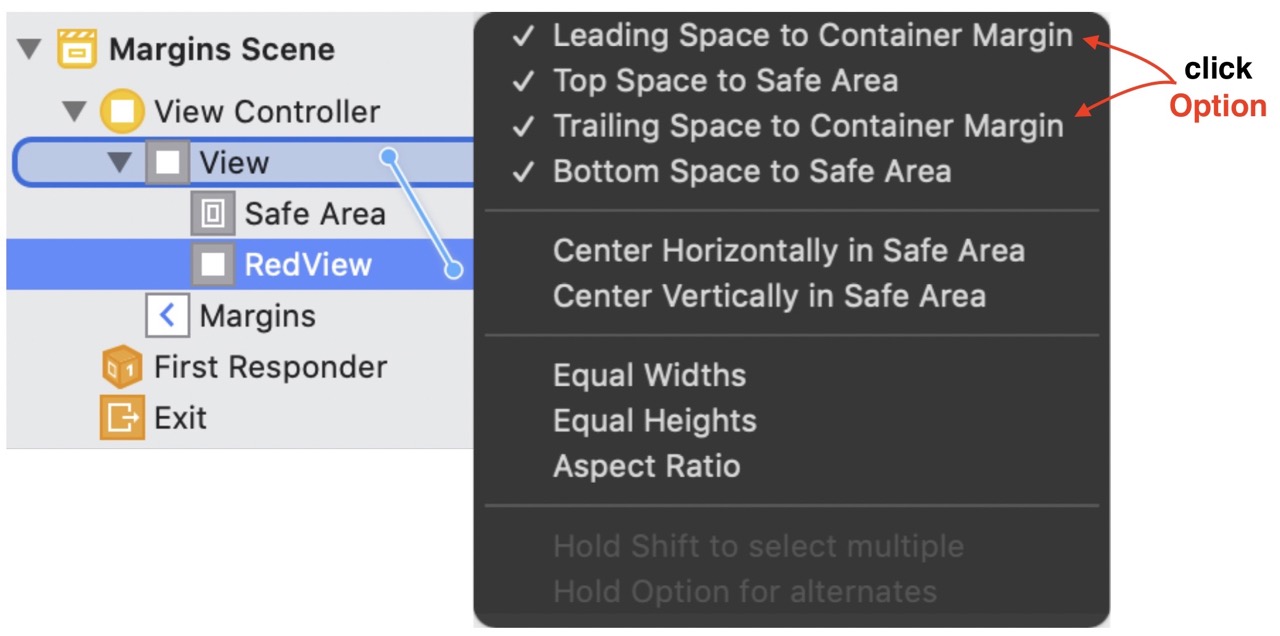 Margins Scene
View Controller
View
Safe Area
RedView
Margins
First Responder
Exit
✓ Leading Space to Container Margin
✓ Top Space to Safe Area
✓ Trailing Space to Container Margin
✓ Bottom Space to Safe Area
Center Horizontally in Safe Area
Center Vertically in Safe Area
Equal Widths
Equal Heights
Aspect Ratio
Hold Shift to select multiple
Hold Option for alternates
click
Option